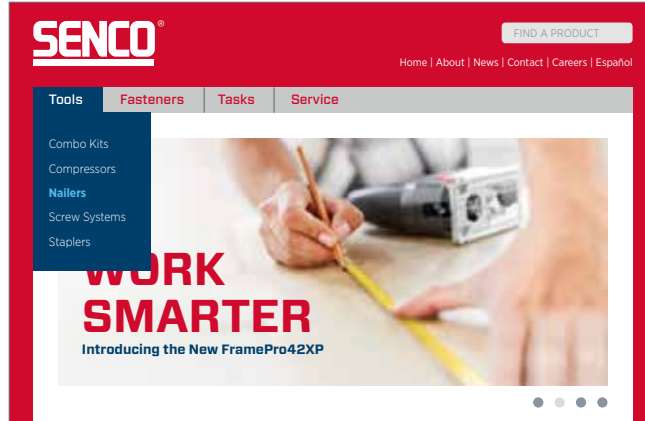 SENCO®
FIND A PRODUCT
Home | About | News | Contact | Careers | Español
Tools Fasteners Tasks Service
Combo Kits
Compressors
Nailers
Screw Systems
Staplers
WORK
SMARTER
Introducing the New FramePro42XP